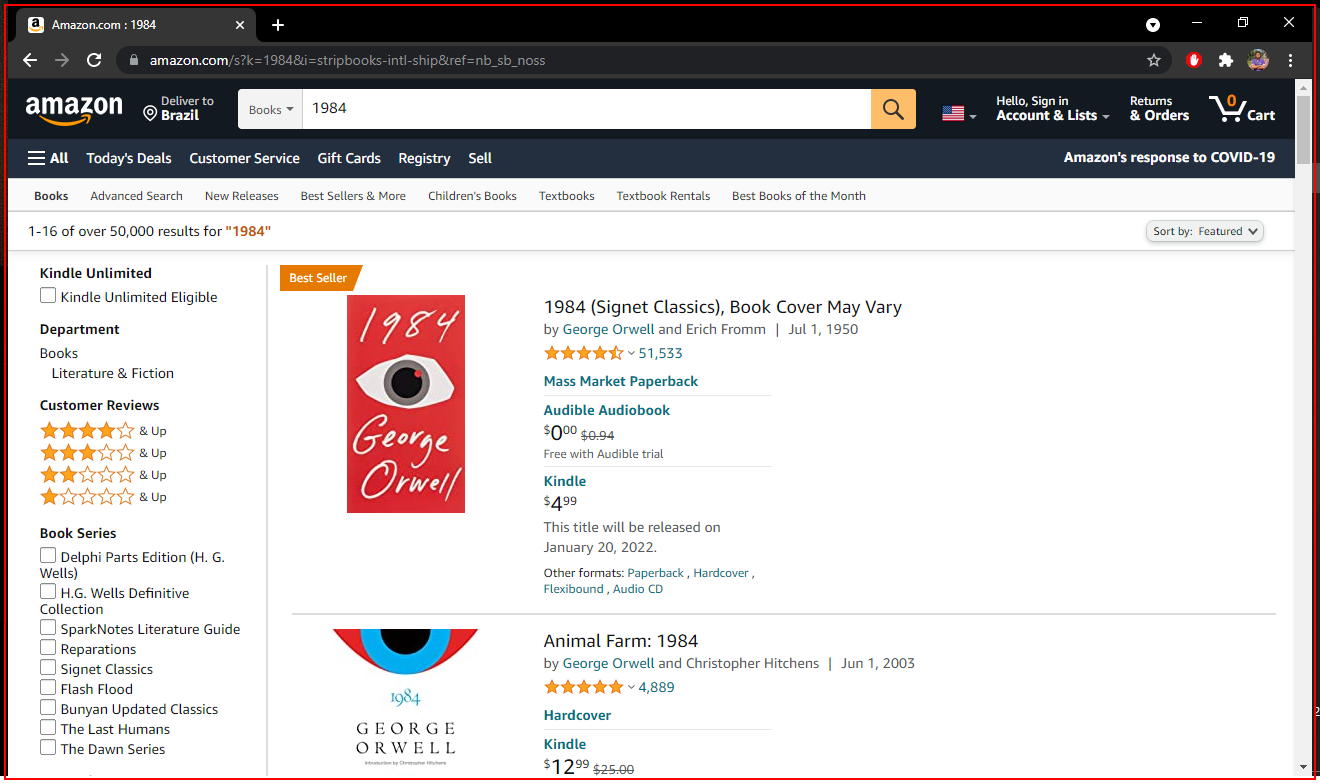 Amazon.com : 1984
amazon.com/s?k=1984&i=stripbooks-intl-ship&ref=nb_sb_noss
amazon
Deliver to
Brazil
Books
1984
Hello, Sign in
Account & Lists
Returns
& Orders
0
Cart
All
Today's Deals
Customer Service
Gift Cards
Registry
Sell
Amazon's response to COVID-19
Books
Advanced Search
New Releases
Best Sellers & More
Children's Books
Textbooks
Textbook Rentals
Best Books of the Month
1-16 of over 50,000 results for "1984"
Sort by: Featured
Kindle Unlimited
Kindle Unlimited Eligible
Department
Books
Literature & Fiction
Customer Reviews
& Up
& Up
& Up
& Up
Book Series
Delphi Parts Edition (H. G.
Wells)
H.G. Wells Definitive
Collection
SparkNotes Literature Guide
Reparations
Signet Classics
Flash Flood
Bunyan Updated Classics
The Last Humans
The Dawn Series
Best Seller
1984
George
Orwell
1984 (Signet Classics), Book Cover May Vary
by George Orwell and Erich Fromm | Jul 1, 1950
51,533
Mass Market Paperback
Audible Audiobook
$000 $0.94
Free with Audible trial
Kindle
$499
This title will be released on
January 20, 2022.
Other formats: Paperback , Hardcover ,
Flexibound , Audio CD
1984
GEORGE
ORWELL
Introduction by Christopher Hitchens
Animal Farm: 1984
by George Orwell and Christopher Hitchens | Jun 1, 2003
4,889
Hardcover
Kindle
$1299 $25.00